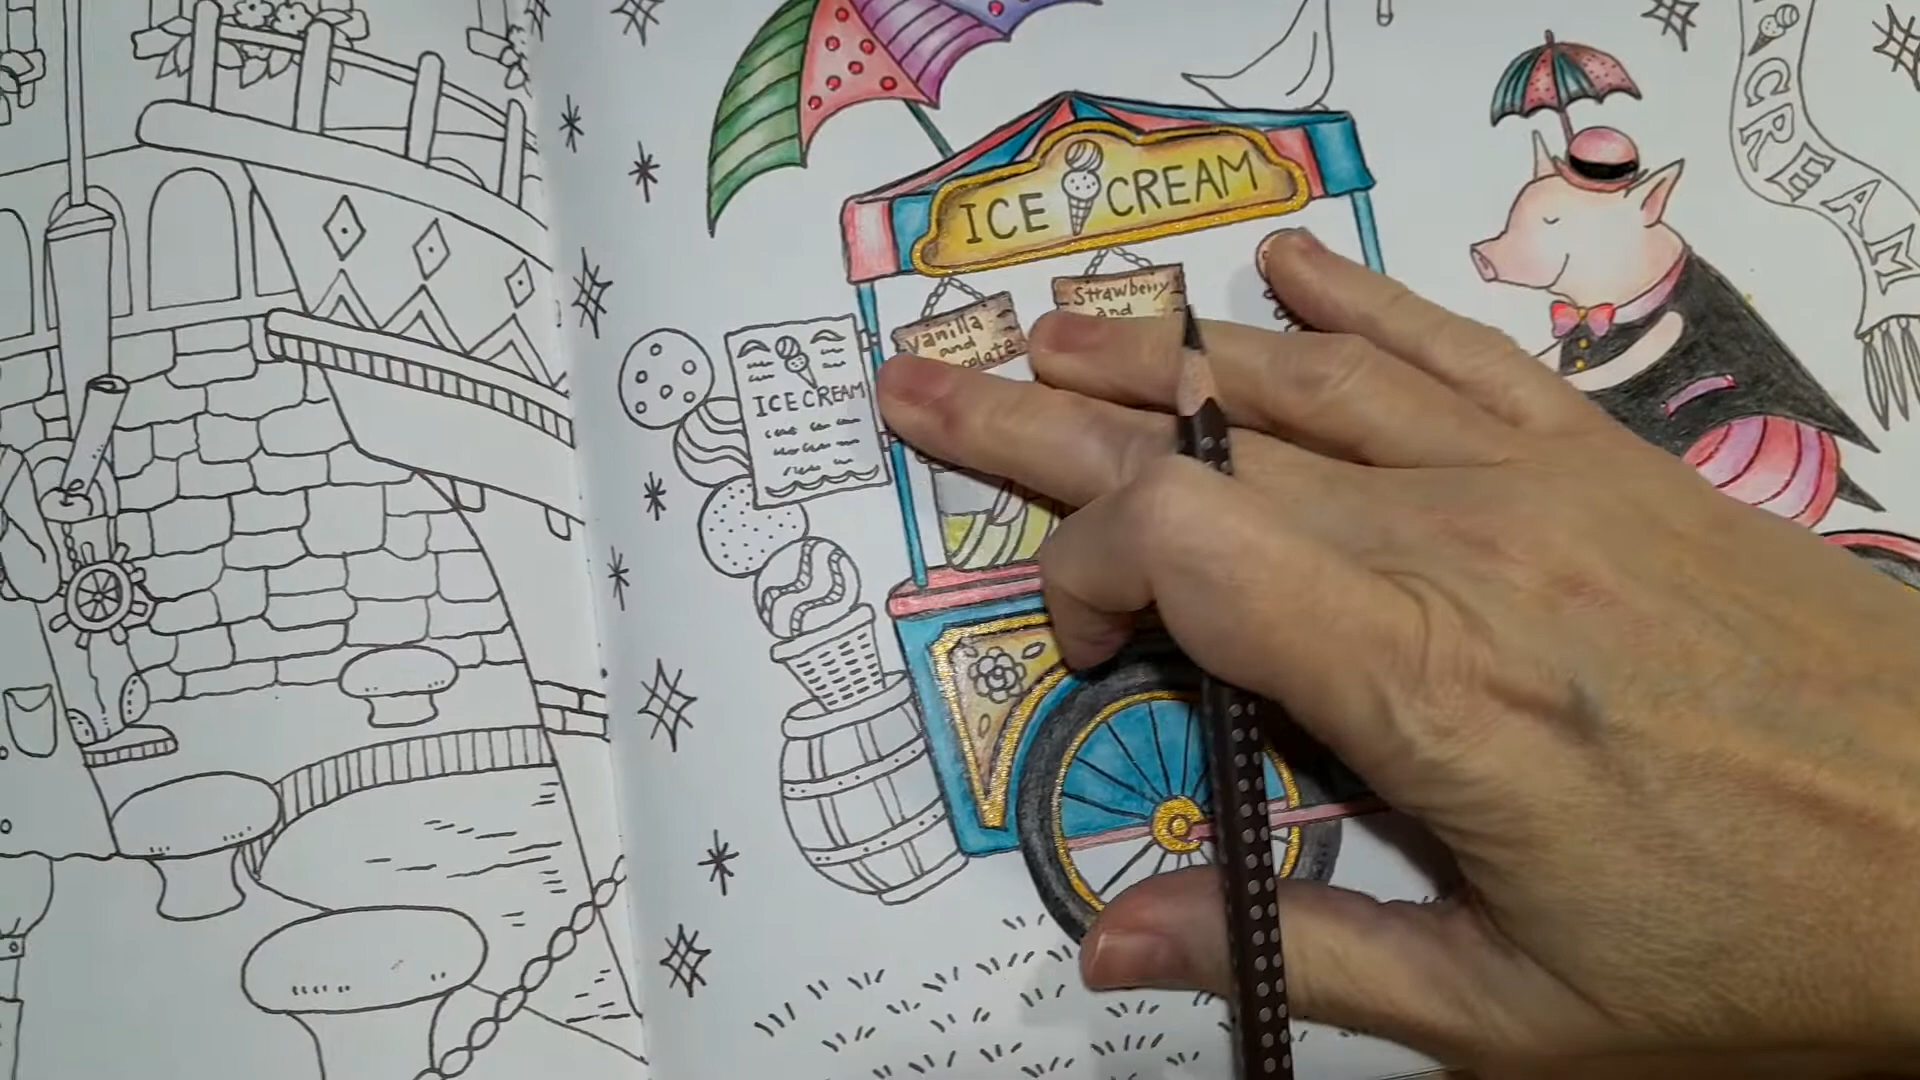 ICE CREAM
Strawberry
and
Vanilla
and
ICE CREAM
CREAM